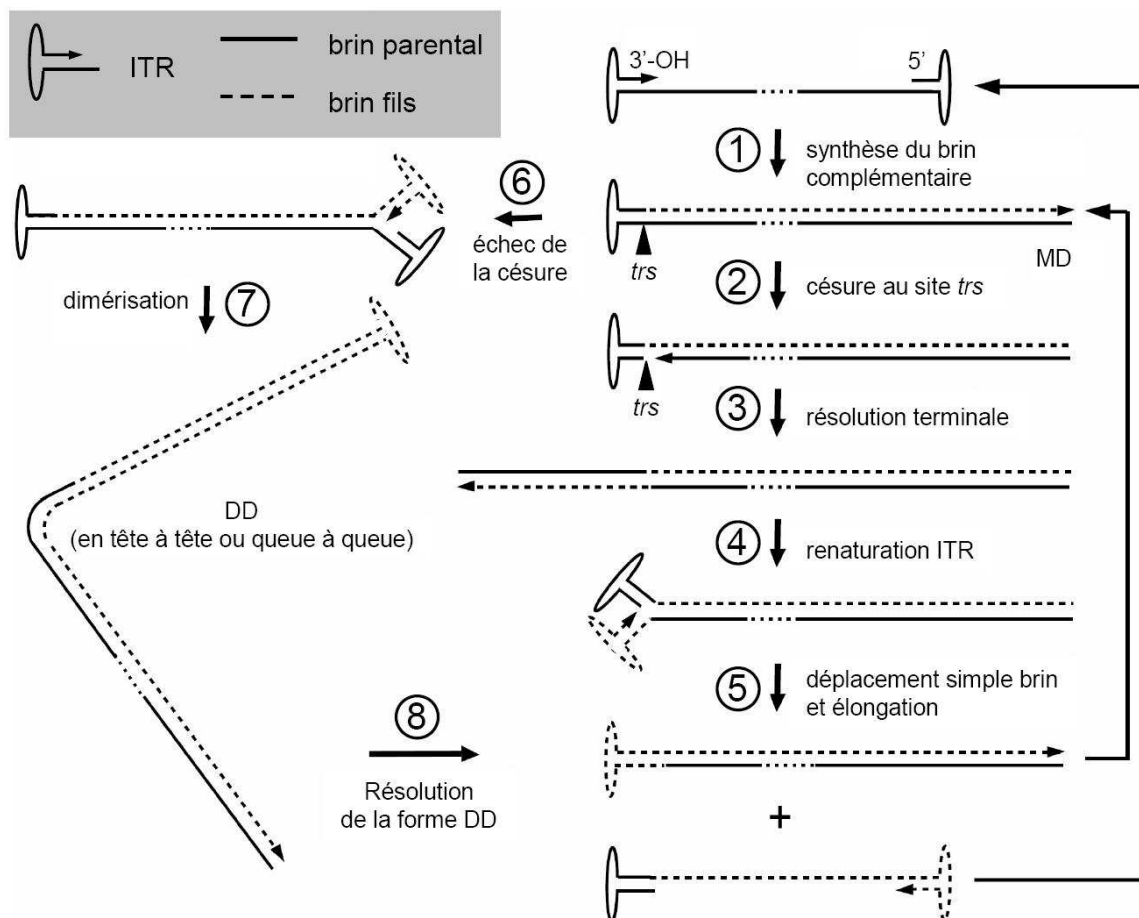 ITR
brin parental
brin fils
3'-OH
5'
1
synthèse du brin
complémentaire
trs
MD
2
césure au site trs
trs
3
résolution terminale
4
renaturation ITR
5
déplacement simple brin
et élongation
+
6
échec de
la césure
dimérisation
7
DD
(en tête à tête ou queue à queue)
8
Résolution
de la forme DD